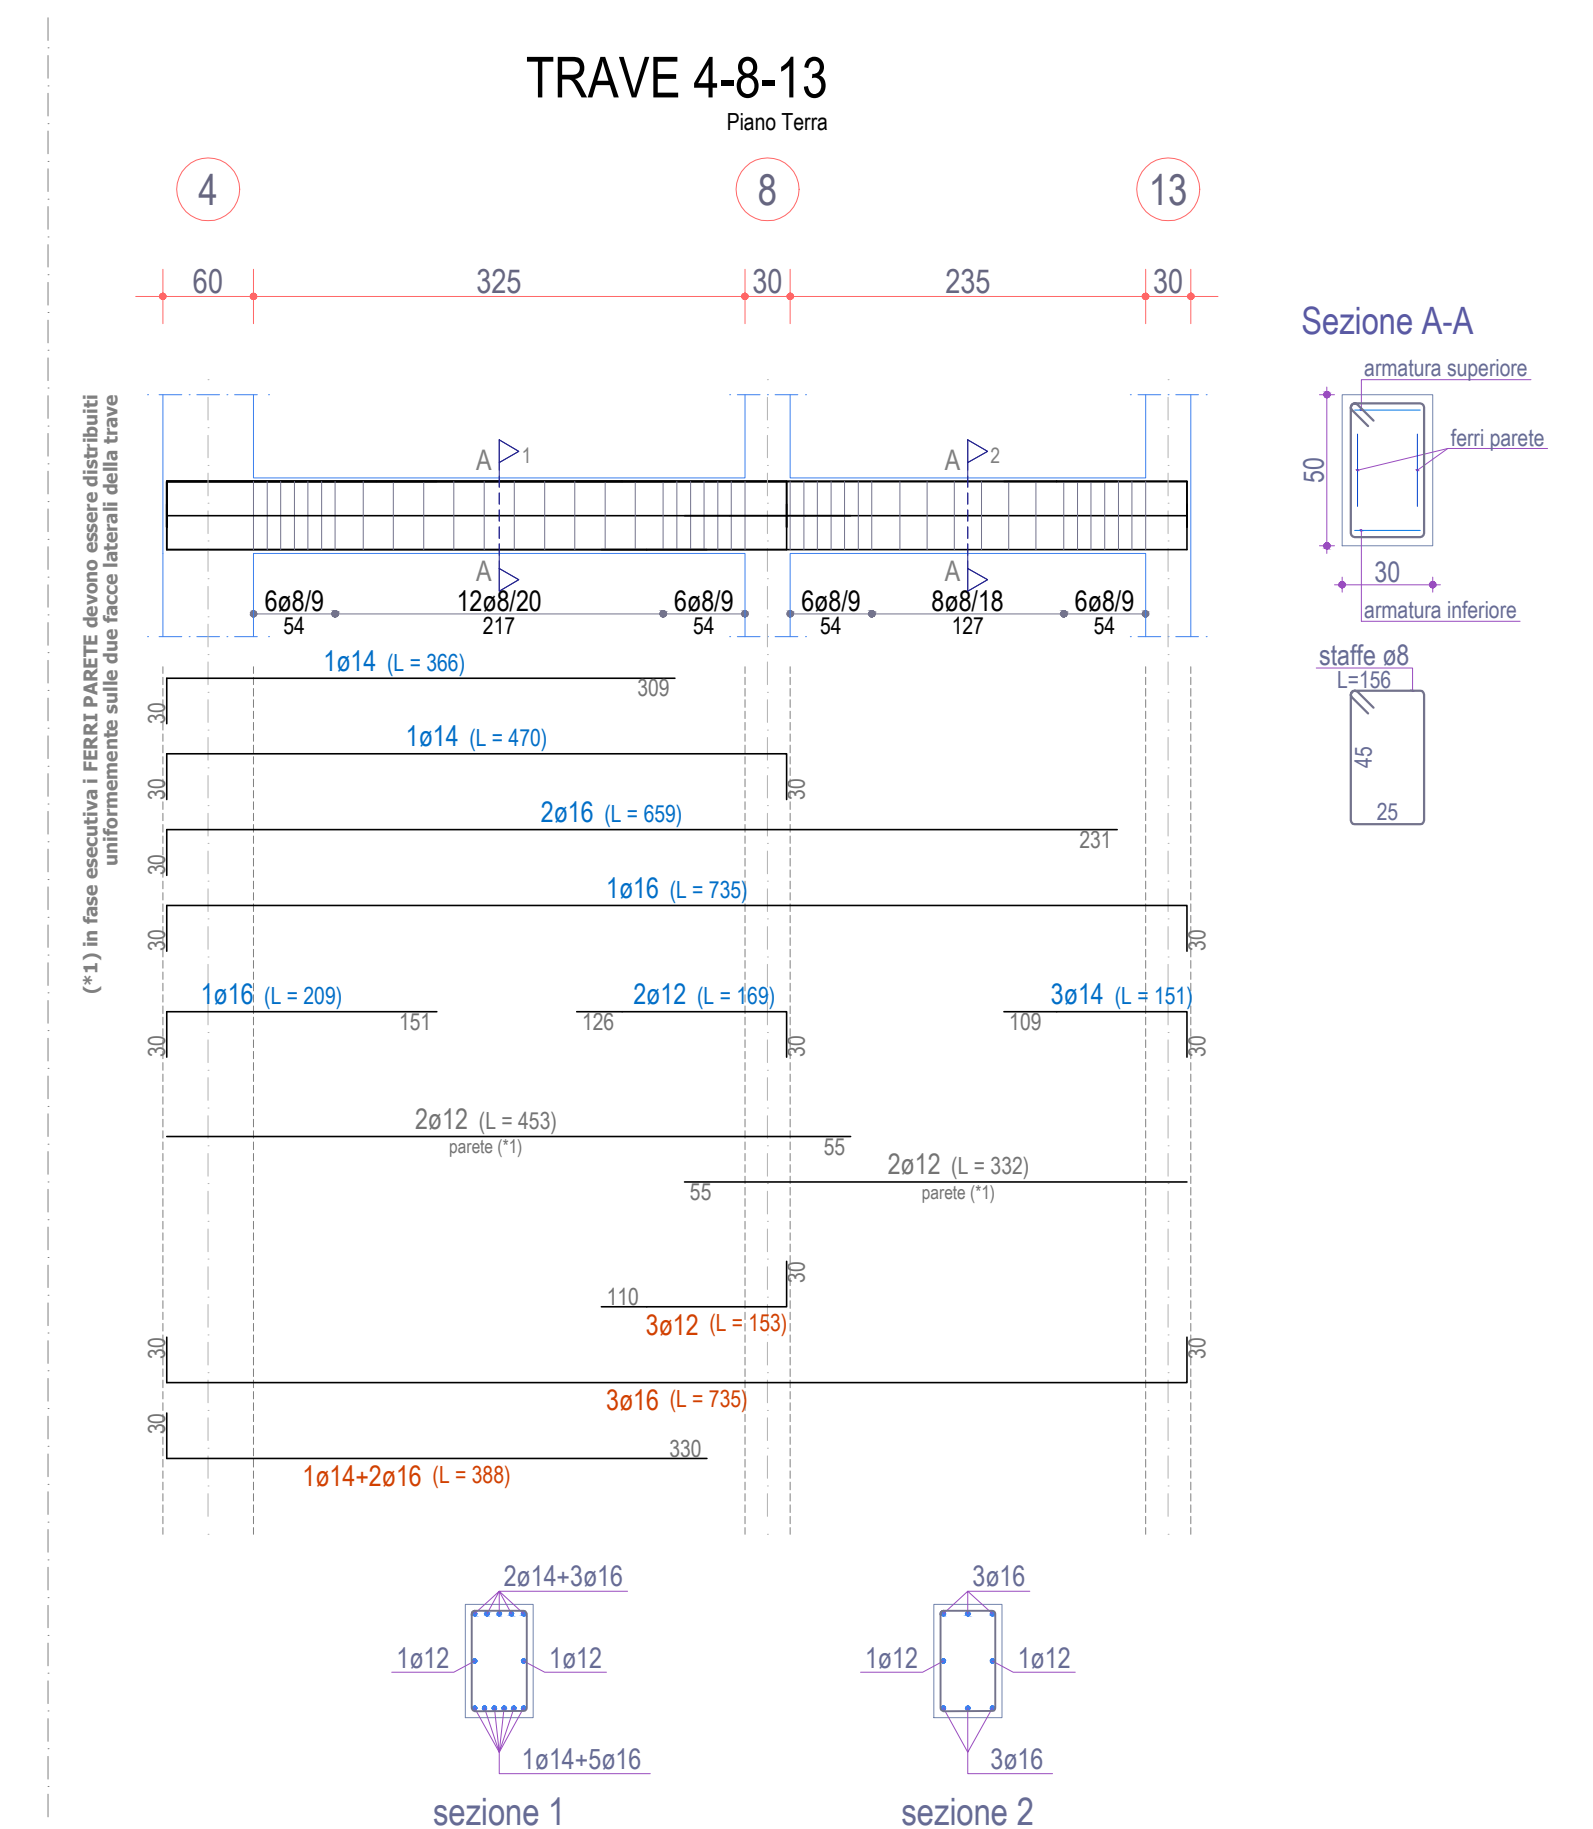 TRAVE 4-8-13
Piano Terra
4
8
13
60
325
30
235
30
(*1) in fase esecutiva i FERRI PARETE devono essere distribuiti
uniformemente sulle due facce laterali della trave
A
1
A
2
A
A
6ø8/9
12ø8/20
6ø8/9
6ø8/9
8ø8/18
6ø8/9
54
217
54
54
127
54
Sezione A-A
armatura superiore
ferri parete
50
30
armatura inferiore
staffe ø8
L=156
45
25
1ø14 (L = 366)
309
30
1ø14 (L = 470)
30
30
2ø16 (L = 659)
231
30
1ø16 (L = 735)
30
30
1ø16 (L = 209)
151
30
2ø12 (L = 169)
126
30
3ø14 (L = 151)
109
30
2ø12 (L = 453)
parete (*1)
55
2ø12 (L = 332)
55
parete (*1)
30
110
3ø12 (L = 153)
30
30
3ø16 (L = 735)
30
330
1ø14+2ø16 (L = 388)
2ø14+3ø16
1ø12
1ø12
1ø14+5ø16
sezione 1
3ø16
1ø12
1ø12
3ø16
sezione 2